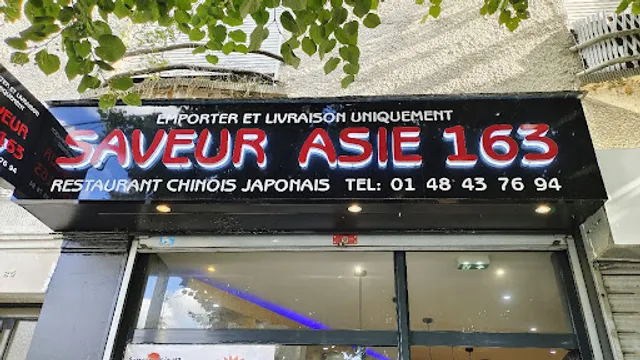 EMPORTER ET LIVRAISON UNIQUEMENT
SAVEUR ASIE 163
RESTAURANT CHINOIS JAPONAIS TEL: 01 48 43 76 94